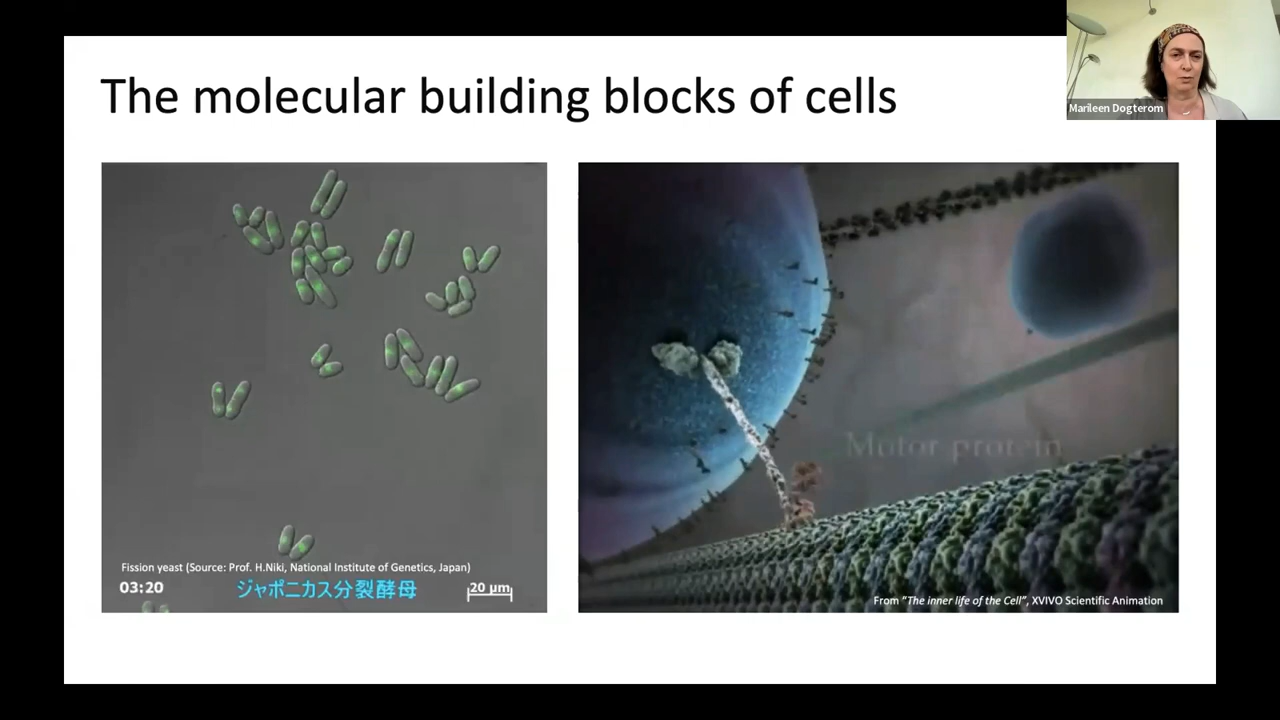 The molecular building blocks of cells
Marileen Dogterom
Motor protein
Fission yeast (Source: Prof. H.Niki, National Institute of Genetics, Japan)
03:20
ジャポニカス分裂酵母
20 μm
From “The inner life of the Cell”, XVIVO Scientific Animation